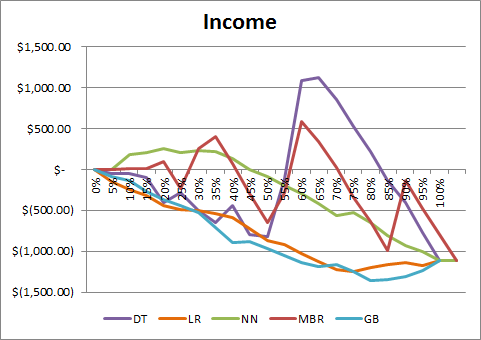 Income
$1,500.00
$1,000.00
$500.00
$-
$(500.00)
$(1,000.00)
$(1,500.00)
0% 5% 10% 15% 20% 25% 30% 35% 40% 45% 50% 55% 60% 65% 70% 75% 80% 85% 90% 95% 100%
DT LR NN MBR GB